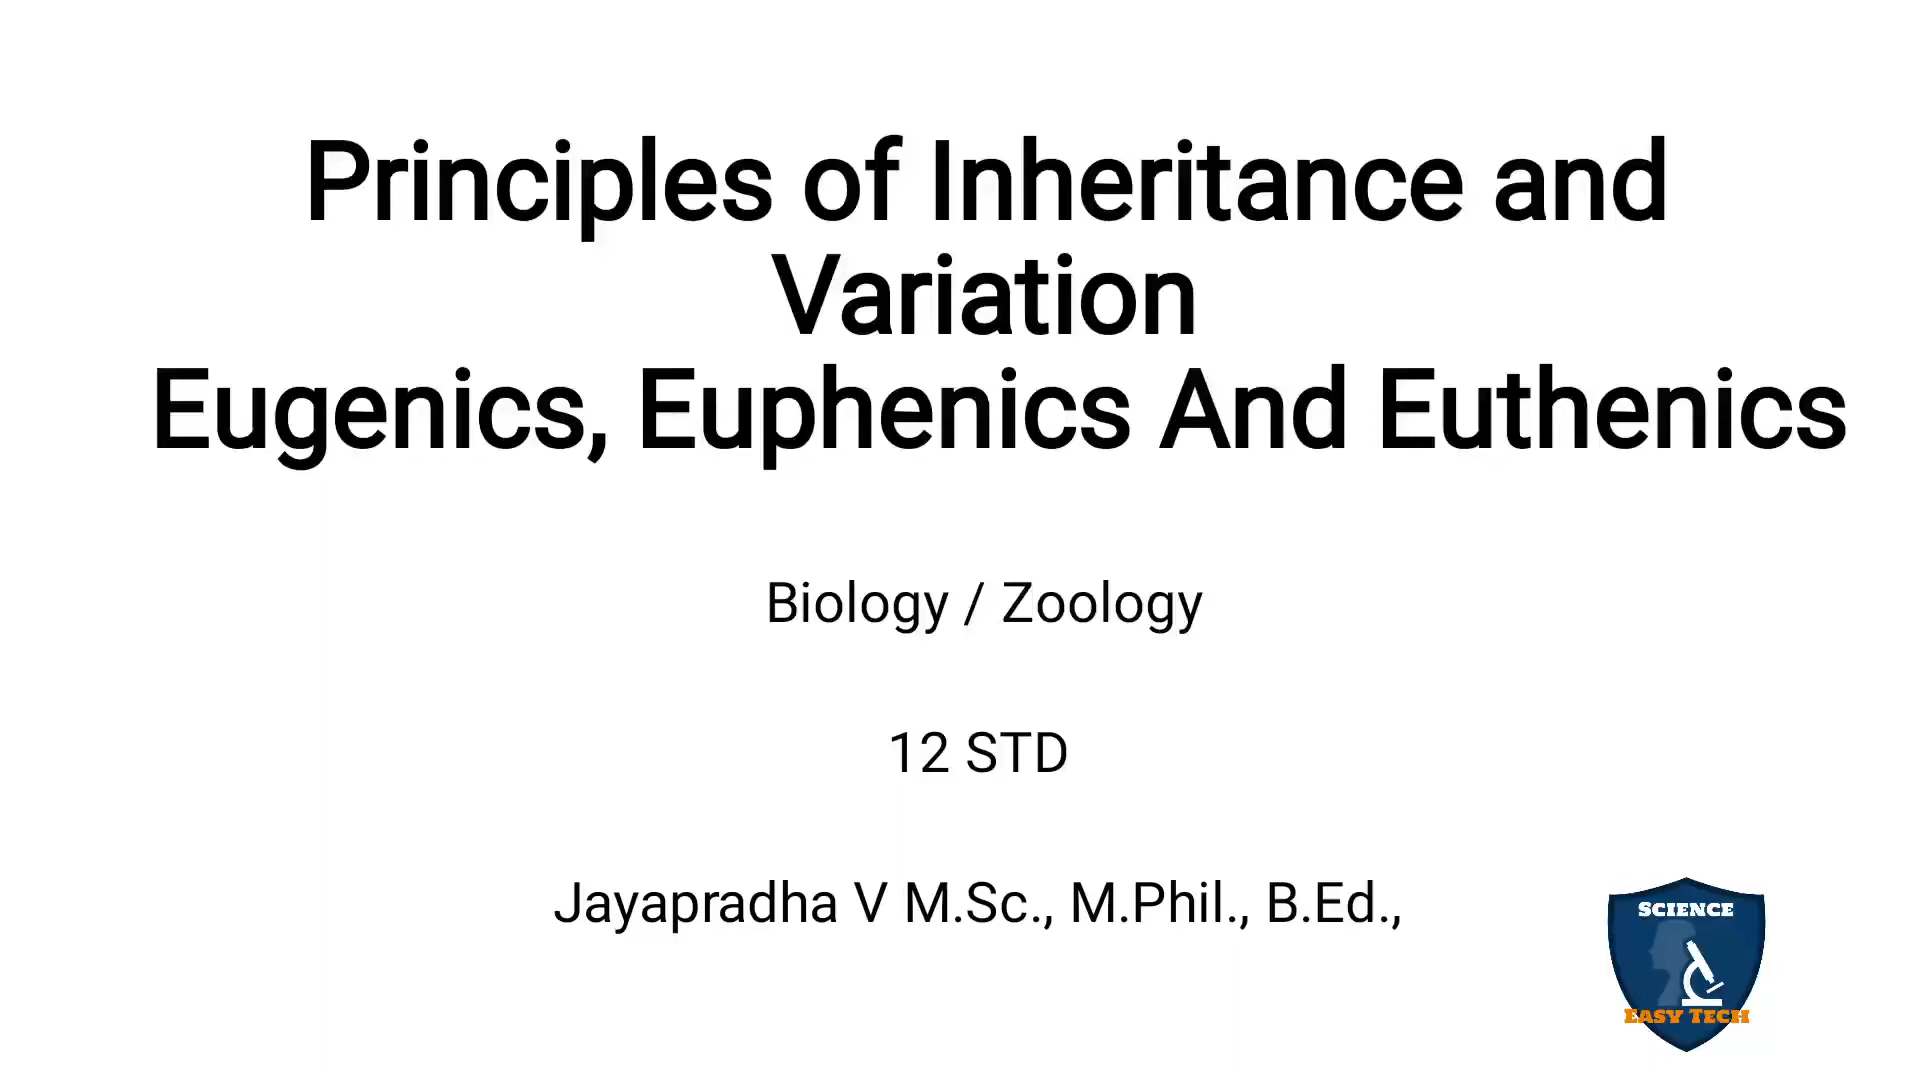 Principles of Inheritance and
Variation
Eugenics, Euphenics And Euthenics
Biology / Zoology
12 STD
Jayapradha V M.Sc., M.Phil., B.Ed.,
SCIENCE
EASY TECH